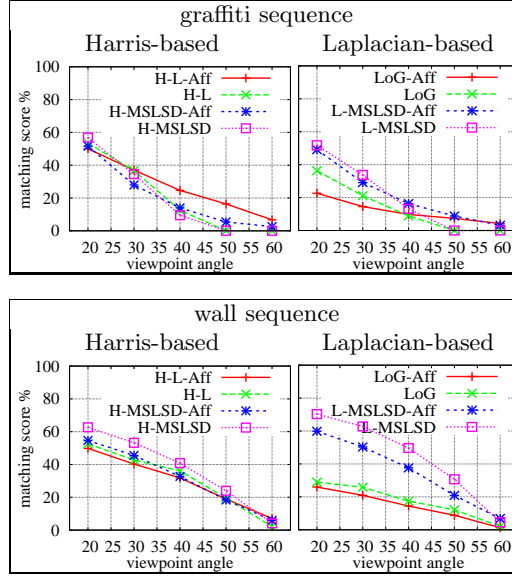 graffiti sequence
Harris-based Laplacian-based
matching score %
100
80
60
40
20
0
H-L-Aff
H-L
H-MSLSD-Aff
H-MSLSD
20 25 30 35 40 45 50 55 60
viewpoint angle
LoG-Aff
LoG
L-MSLSD-Aff
L-MSLSD
20 25 30 35 40 45 50 55 60
viewpoint angle
wall sequence
Harris-based Laplacian-based
matching score %
100
80
60
40
20
0
H-L-Aff
H-L
H-MSLSD-Aff
H-MSLSD
20 25 30 35 40 45 50 55 60
viewpoint angle
LoG-Aff
LoG
L-MSLSD-Aff
L-MSLSD
20 25 30 35 40 45 50 55 60
viewpoint angle